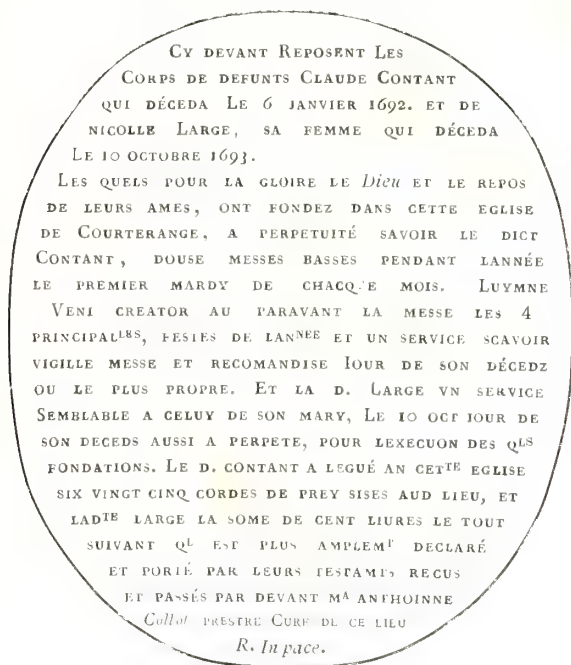 CY DEVANT REPOSENT LES
CORPS DE DEFUNTS CLAUDE CONTANT
QUI DÉCEDA LE 6 JANVIER 1692. ET DE
NICOLLE LARGE, SA FEMME QUI DÉCEDA
LE 10 OCTOBRE 1693.
LES QUELS POUR LA GLOIRE LE Dieu ET LE REPOS
DE LEURS AMES, ONT FONDEZ DANS CETTE EGLISE
DE COURTERANGE, A PERPETUITÉ SAVOIR LE DICT
CONTANT, DOUSE MESSES BASSES PENDANT LANNÉE
LE PREMIER MARDY DE CHACQ.E MOIS. LUYMNE
VENI CREATOR AU PARAVANT LA MESSE LES 4
PRINCIPALLES, FESTES DE LANNEE ET UN SERVICE SCAVOIR
VIGILLE MESSE ET RECOMANDISE IOUR DE SON DÉCEDZ
OU LE PLUS PROPRE. ET LA D. LARGE VN SERVICE
SEMBLABLE A CELUY DE SON MARY, LE 10 OCT IOUR DE
SON DECEDS AUSSI A PERPETE, POUR LEXECUON DES QLS
FONDATIONS. LE D. CONTANT A LEGUÉ AN CETTE EGLISE
SIX VINGT CINQ CORDES DE PREY SISES AUD LIEU, ET
LADTE LARGE LA SOME DE CENT LIURES LE TOUT
SUIVANT QL EST PLUS AMPLEMT DECLARÉ
ET PORTÉ PAR LEURS TESTAMTS RECUS
ET PASSÉS PAR DEVANT MA ANTHOINNE
Collot PRESTRE CURE DE CE LIEU
R. In pace.